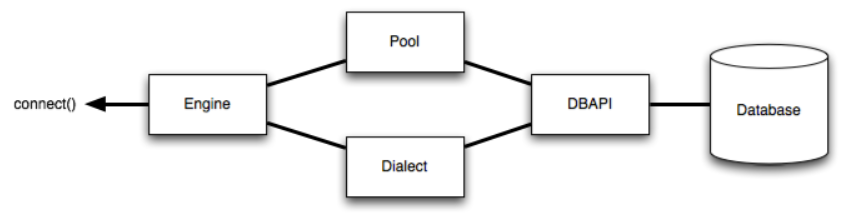 Pool
connect()
Engine
DBAPI
Database
Dialect